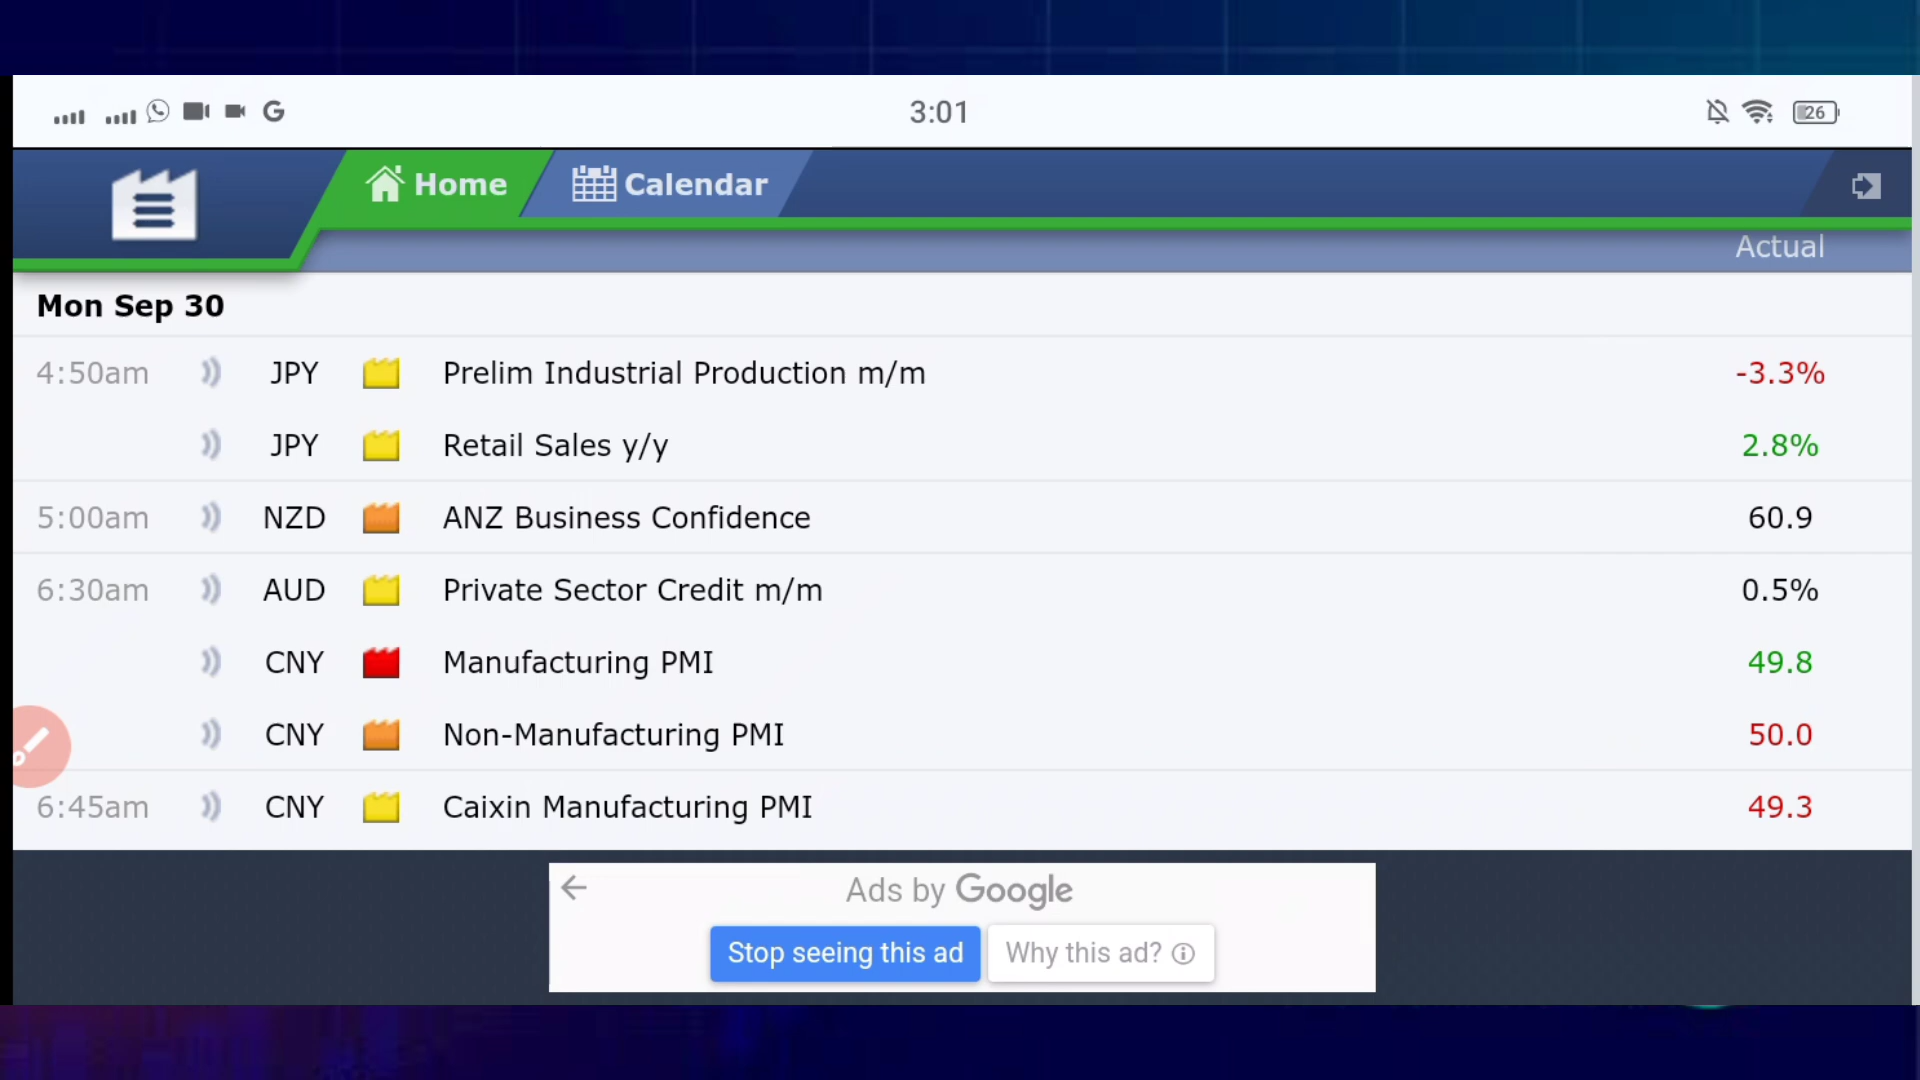 3:01
26
Home
Calendar
Actual
Mon Sep 30
4:50am JPY Prelim Industrial Production m/m -3.3%
JPY Retail Sales y/y 2.8%
5:00am NZD ANZ Business Confidence 60.9
6:30am AUD Private Sector Credit m/m 0.5%
CNY Manufacturing PMI 49.8
CNY Non-Manufacturing PMI 50.0
6:45am CNY Caixin Manufacturing PMI 49.3
Ads by Google
Stop seeing this ad
Why this ad?